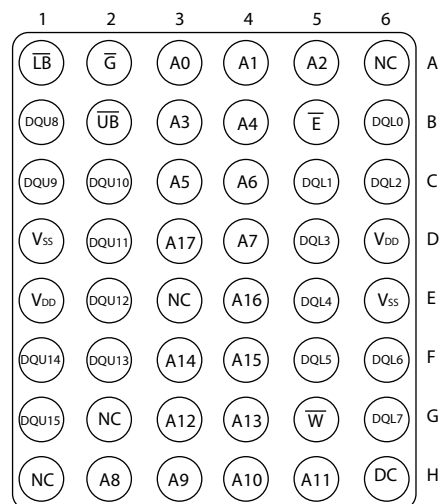 1 2 3 4 5 6
L̅B̅ G̅ A0 A1 A2 NC A
DQU8 U̅B̅ A3 A4 E̅ DQL0 B
DQU9 DQU10 A5 A6 DQL1 DQL2 C
VSS DQU11 A17 A7 DQL3 VDD D
VDD DQU12 NC A16 DQL4 VSS E
DQU14 DQU13 A14 A15 DQL5 DQL6 F
DQU15 NC A12 A13 W̅ DQL7 G
NC A8 A9 A10 A11 DC H